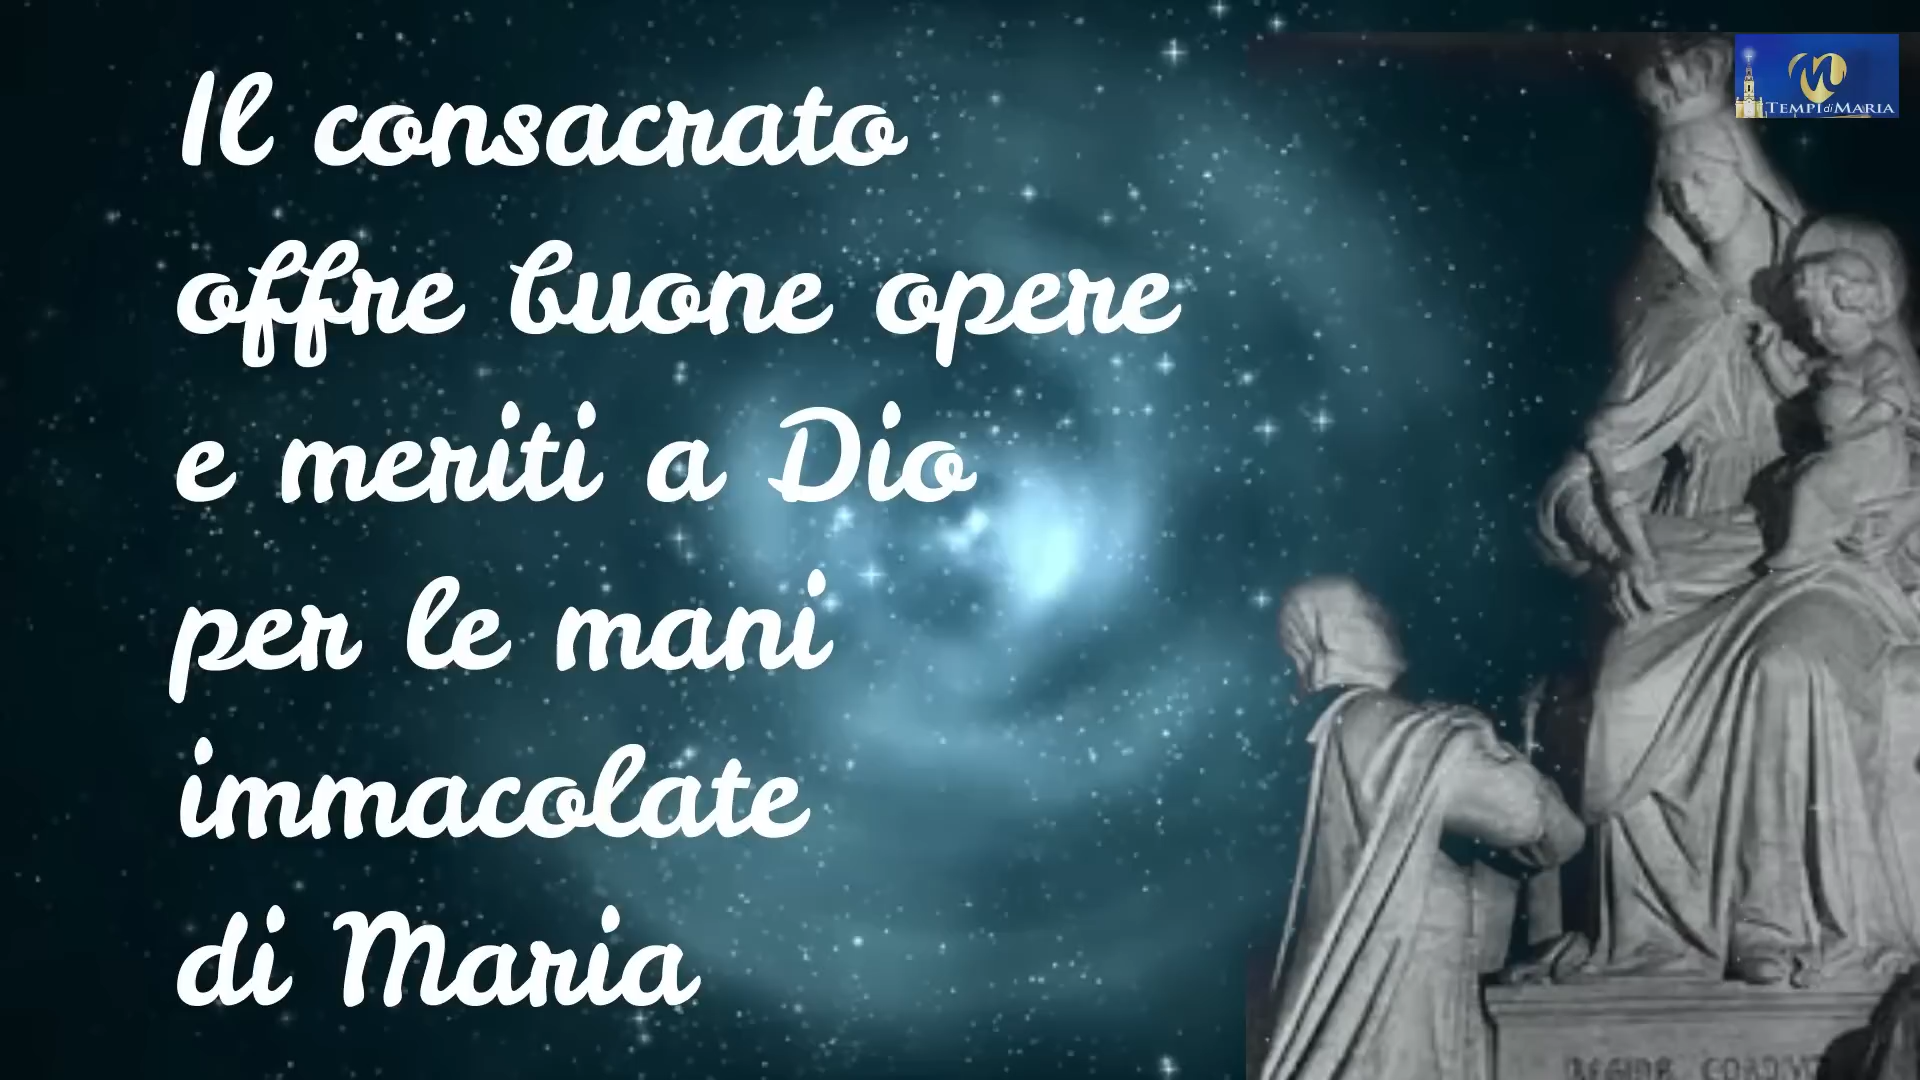 Il consacrato
offre buone opere
e meriti a Dio
per le mani
immacolate
di Maria
TEMPI di MARIA